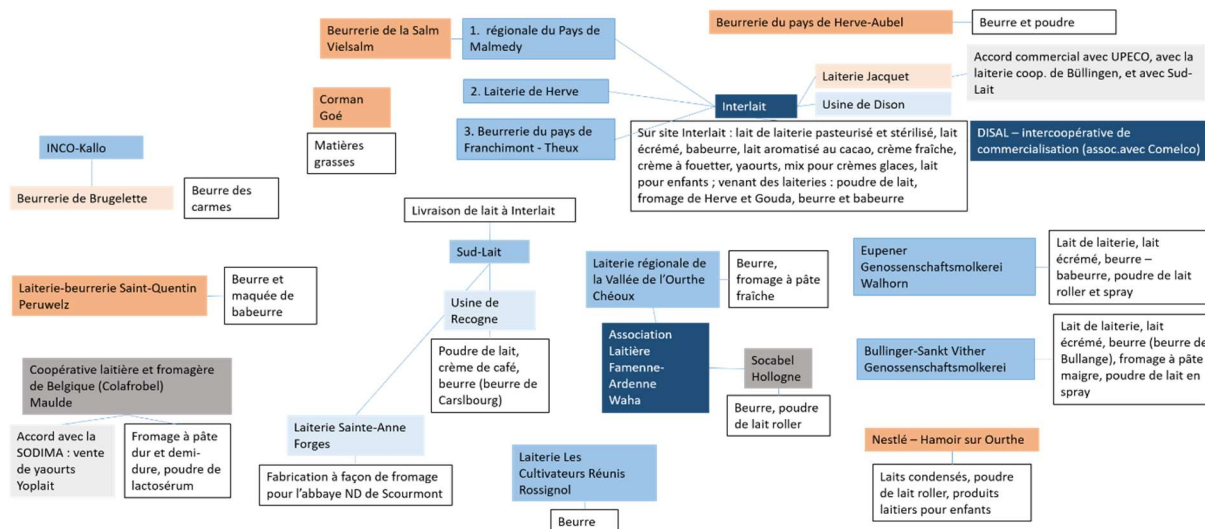 Beurrerie de la Salm
Vielsalm
1. régionale du Pays de
Malmedy
Beurrerie du pays de Herve-Aubel
Beurre et poudre
2. Laiterie de Herve
3. Beurrerie du pays de
Franchimont - Theux
Interlait
Laiterie Jacquet
Usine de Dison
Accord commercial avec UPECO, avec la
laiterie coop. de Büllingen, et avec Sud-
Lait
Corman
Goé
Matières
grasses
Sur site Interlait : lait de laiterie pasteurisé et stérilisé, lait
écrémé, babeurre, lait aromatisé au cacao, crème fraîche,
crème à fouetter, yaourts, mix pour crèmes glaces, lait
pour enfants ; venant des laiteries : poudre de lait,
fromage de Herve et Gouda, beurre et babeurre
DISAL – intercoopérative de
commercialisation (assoc.avec Comelco)
INCO-Kallo
Beurrerie de Brugelette
Beurre des
carmes
Livraison de lait à Interlait
Sud-Lait
Usine de
Recogne
Poudre de lait,
crème de café,
beurre (beurre de
Carslbourg)
Laiterie Sainte-Anne
Forges
Fabrication à façon de fromage
pour l'abbaye ND de Scourmont
Laiterie régionale de
la Vallée de l'Ourthe
Chéoux
Beurre,
fromage à pâte
fraîche
Association
Laitière
Famenne-
Ardenne
Waha
Socabel
Hollogne
Beurre, poudre
de lait roller
Eupener
Genossenschaftsmolkerei
Walhorn
Lait de laiterie, lait
écrémé, beurre –
babeurre, poudre de lait
roller et spray
Bullinger-Sankt Vither
Genossenschaftsmolkerei
Lait de laiterie, lait
écrémé, beurre (beurre de
Bullange), fromage à pâte
maigre, poudre de lait en
spray
Laiterie-beurrerie Saint-Quentin
Peruwelz
Beurre et
maquée de
babeurre
Coopérative laitière et fromagère
de Belgique (Colafrobel)
Maulde
Accord avec la
SODIMA : vente
de yaourts
Yoplait
Fromage à pâte
dur et demi-
dure, poudre de
lactosérum
Laiterie Les
Cultivateurs Réunis
Rossignol
Beurre
Nestlé – Hamoir sur Ourthe
Laits condensés, poudre
de lait roller, produits
laitiers pour enfants